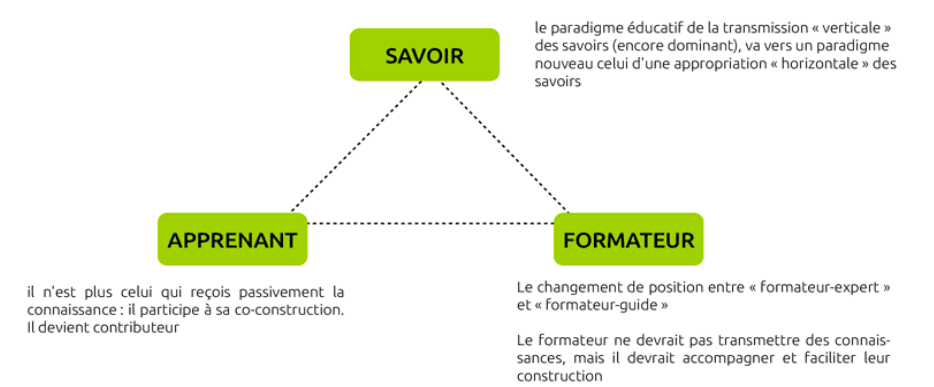 SAVOIR
le paradigme éducatif de la transmission « verticale »
des savoirs (encore dominant), va vers un paradigme
nouveau celui d'une appropriation « horizontale » des
savoirs
APPRENANT
FORMATEUR
il n'est plus celui qui reçois passivement la
connaissance : il participe à sa co-construction.
Il devient contributeur
Le changement de position entre « formateur-expert »
et « formateur-guide »
Le formateur ne devrait pas transmettre des connais-
sances, mais il devrait accompagner et faciliter leur
construction